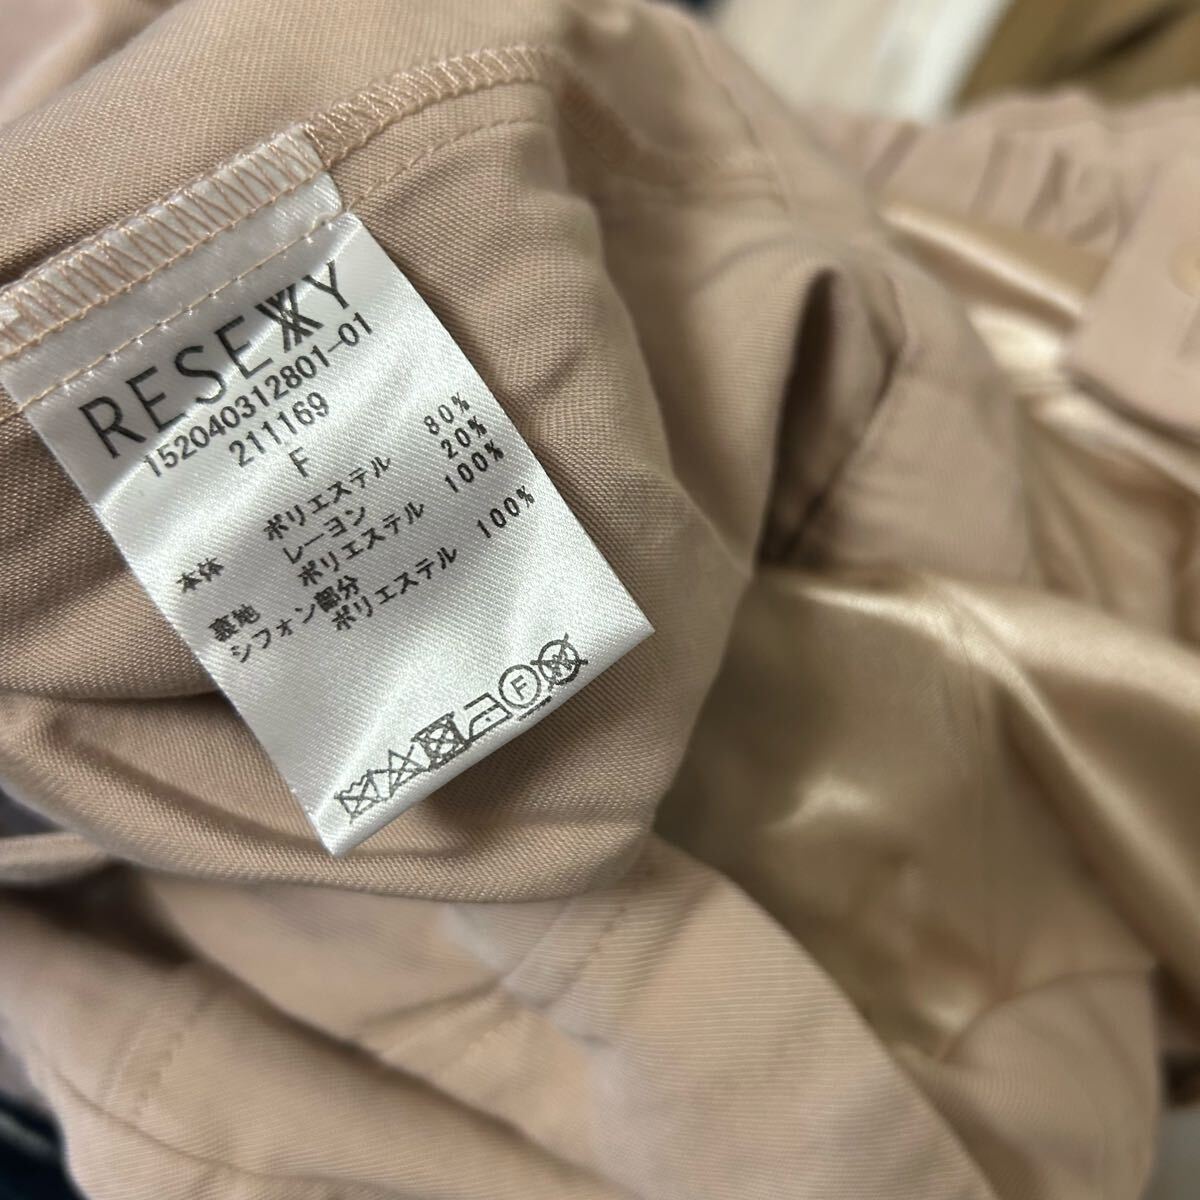 RESEXXY
152040312801-01
211169
F
本体 ポリエステル 80%
レーヨン 20%
裏地 ポリエステル 100%
シフォン部分
ポリエステル 100%
F
W